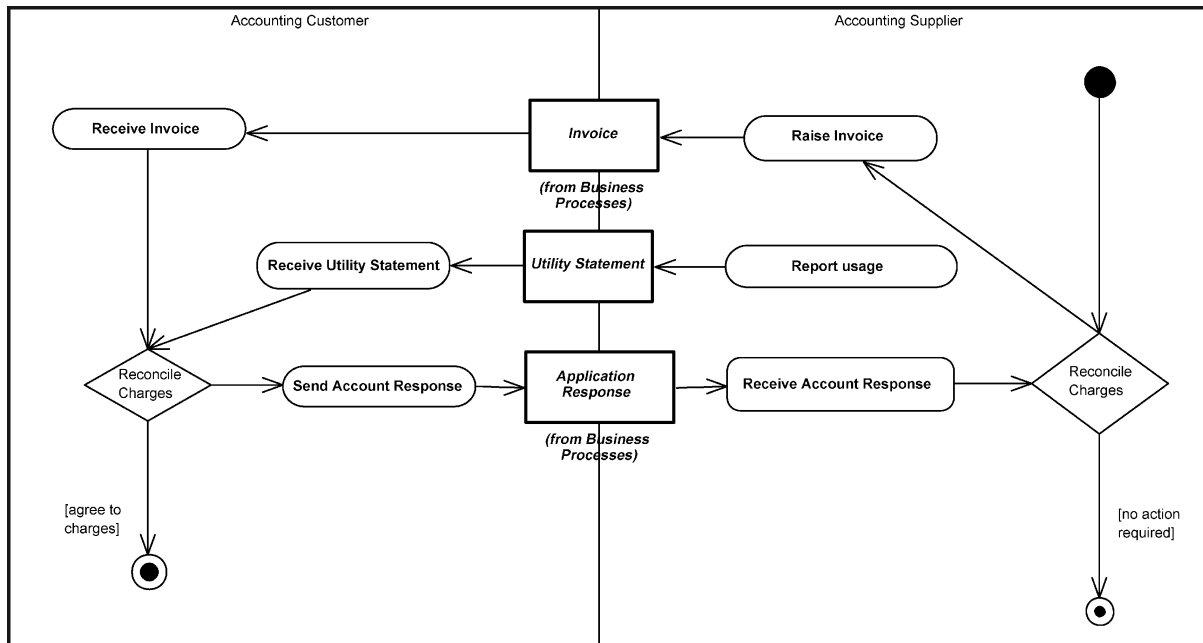 Accounting Customer
Accounting Supplier
Receive Invoice
Invoice
Raise Invoice
(from Business
Processes)
Receive Utility Statement
Utility Statement
Report usage
Reconcile
Charges
Send Account Response
Application
Response
Receive Account Response
Reconcile
Charges
(from Business
Processes)
[agree to
charges]
[no action
required]